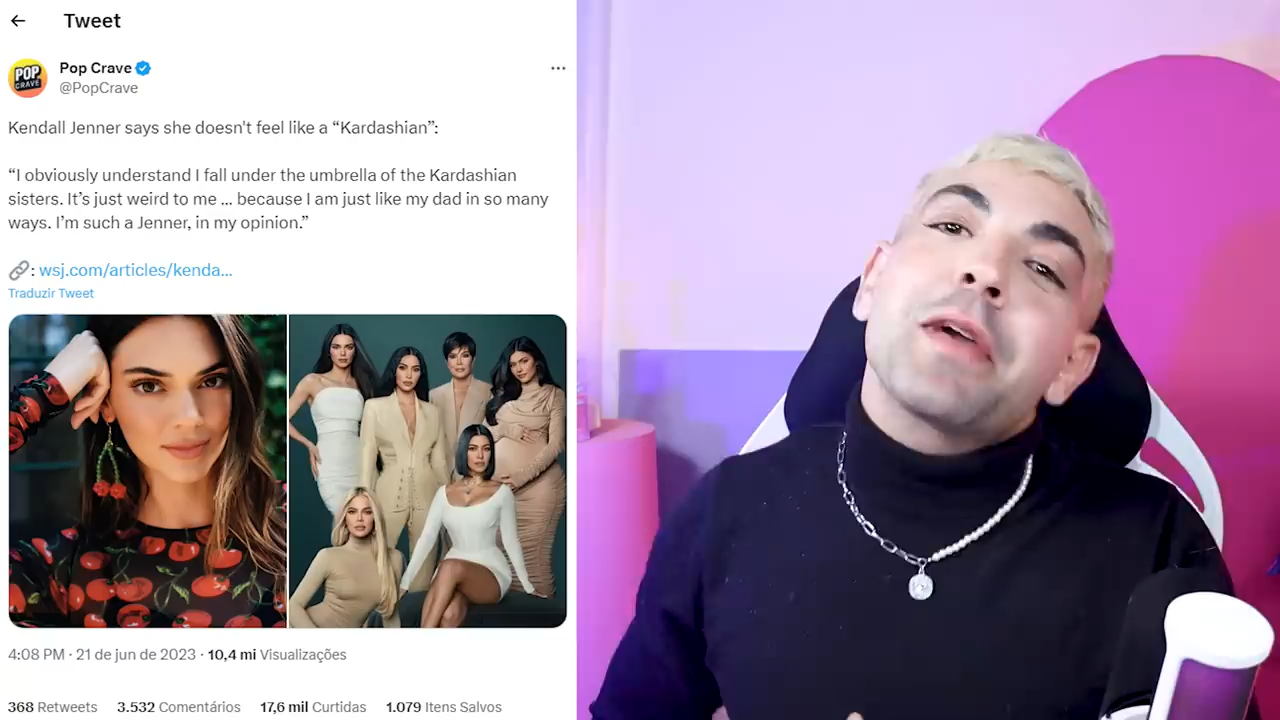 Tweet
POP
CRAVE
Pop Crave
@PopCrave
Kendall Jenner says she doesn't feel like a “Kardashian”:
“I obviously understand I fall under the umbrella of the Kardashian
sisters. It’s just weird to me ... because I am just like my dad in so many
ways. I’m such a Jenner, in my opinion.”
: wsj.com/articles/kenda...
Traduzir Tweet
4:08 PM · 21 de jun de 2023 · 10,4 mi Visualizações
368 Retweets 3.532 Comentários 17,6 mil Curtidas 1.079 Itens Salvos